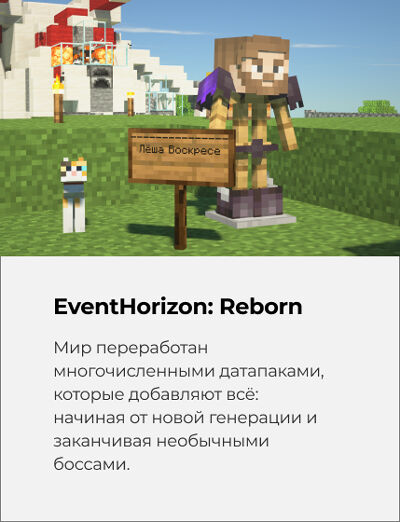 Лёша Воскресе
EventHorizon: Reborn
Мир переработан
многочисленными датапаками,
которые добавляют всё:
начиная от новой генерации и
заканчивая необычными
боссами.